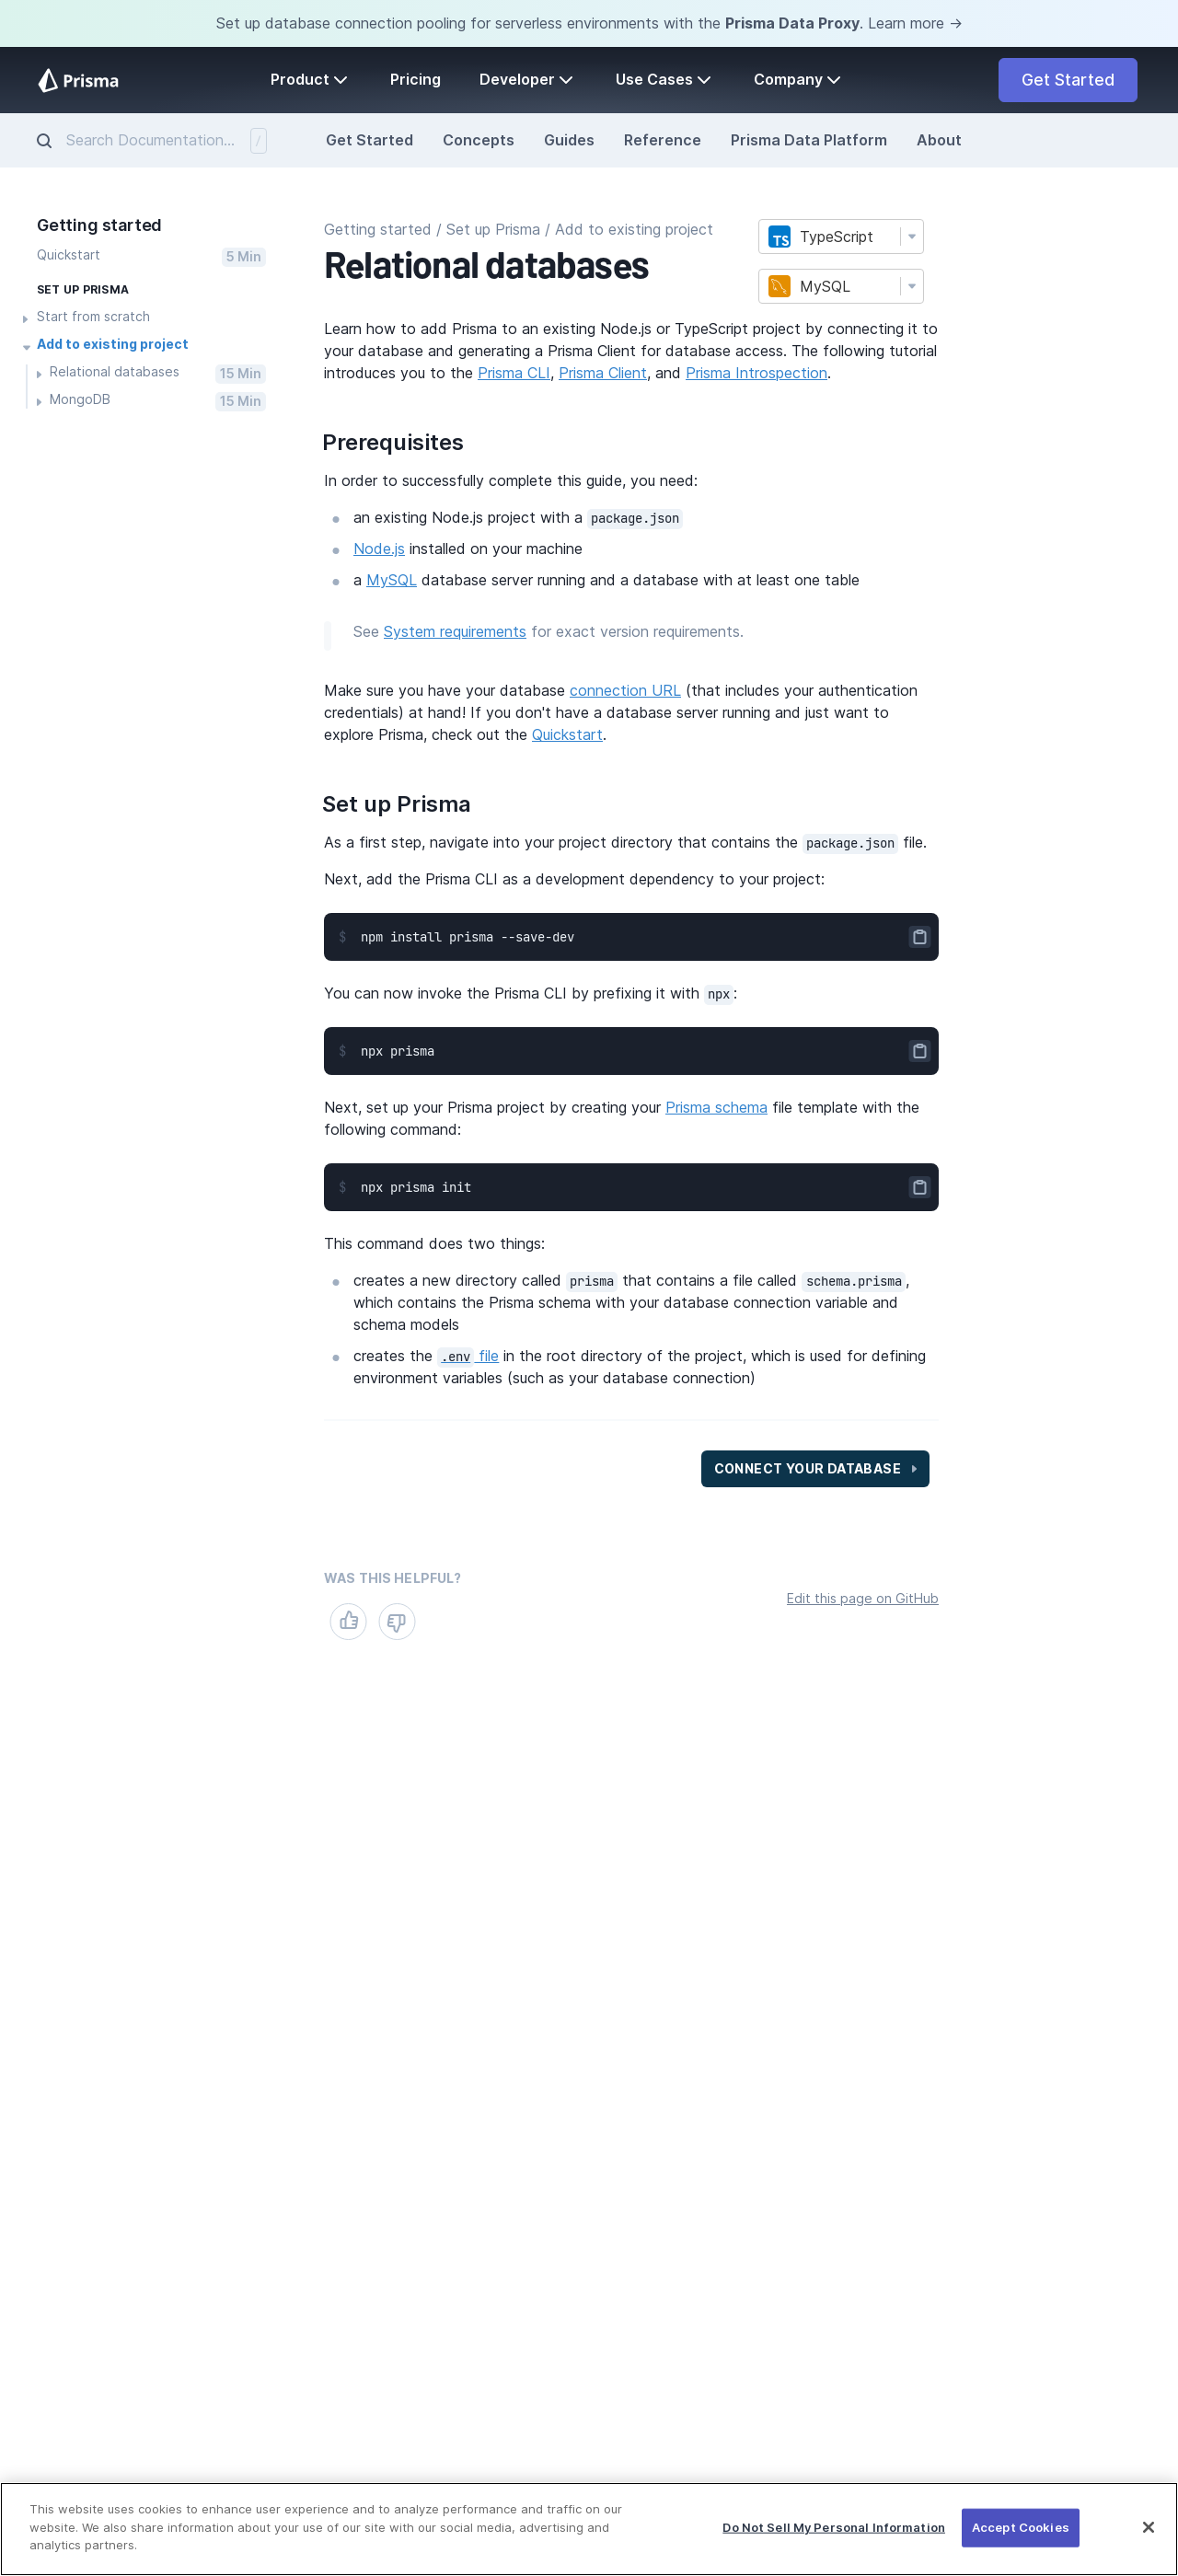 Set up database connection pooling for serverless environments with the Prisma Data Proxy. Learn more →
Prisma
Product
Pricing
Developer
Use Cases
Company
Get Started
Search Documentation...
/
Get Started
Concepts
Guides
Reference
Prisma Data Platform
About
Getting started
Quickstart
5 Min
SET UP PRISMA
Start from scratch
Add to existing project
Relational databases
15 Min
MongoDB
15 Min
Getting started / Set up Prisma / Add to existing project
Relational databases
TS TypeScript
MySQL
Learn how to add Prisma to an existing Node.js or TypeScript project by connecting it to
your database and generating a Prisma Client for database access. The following tutorial
introduces you to the Prisma CLI, Prisma Client, and Prisma Introspection.
Prerequisites
In order to successfully complete this guide, you need:
an existing Node.js project with a package.json
Node.js installed on your machine
a MySQL database server running and a database with at least one table
See System requirements for exact version requirements.
Make sure you have your database connection URL (that includes your authentication
credentials) at hand! If you don't have a database server running and just want to
explore Prisma, check out the Quickstart.
Set up Prisma
As a first step, navigate into your project directory that contains the package.json file.
Next, add the Prisma CLI as a development dependency to your project:
$ npm install prisma --save-dev
You can now invoke the Prisma CLI by prefixing it with npx:
$ npx prisma
Next, set up your Prisma project by creating your Prisma schema file template with the
following command:
$ npx prisma init
This command does two things:
creates a new directory called prisma that contains a file called schema.prisma,
which contains the Prisma schema with your database connection variable and
schema models
creates the .env file in the root directory of the project, which is used for defining
environment variables (such as your database connection)
CONNECT YOUR DATABASE
WAS THIS HELPFUL?
Edit this page on GitHub
This website uses cookies to enhance user experience and to analyze performance and traffic on our
website. We also share information about your use of our site with our social media, advertising and
analytics partners.
Do Not Sell My Personal Information
Accept Cookies